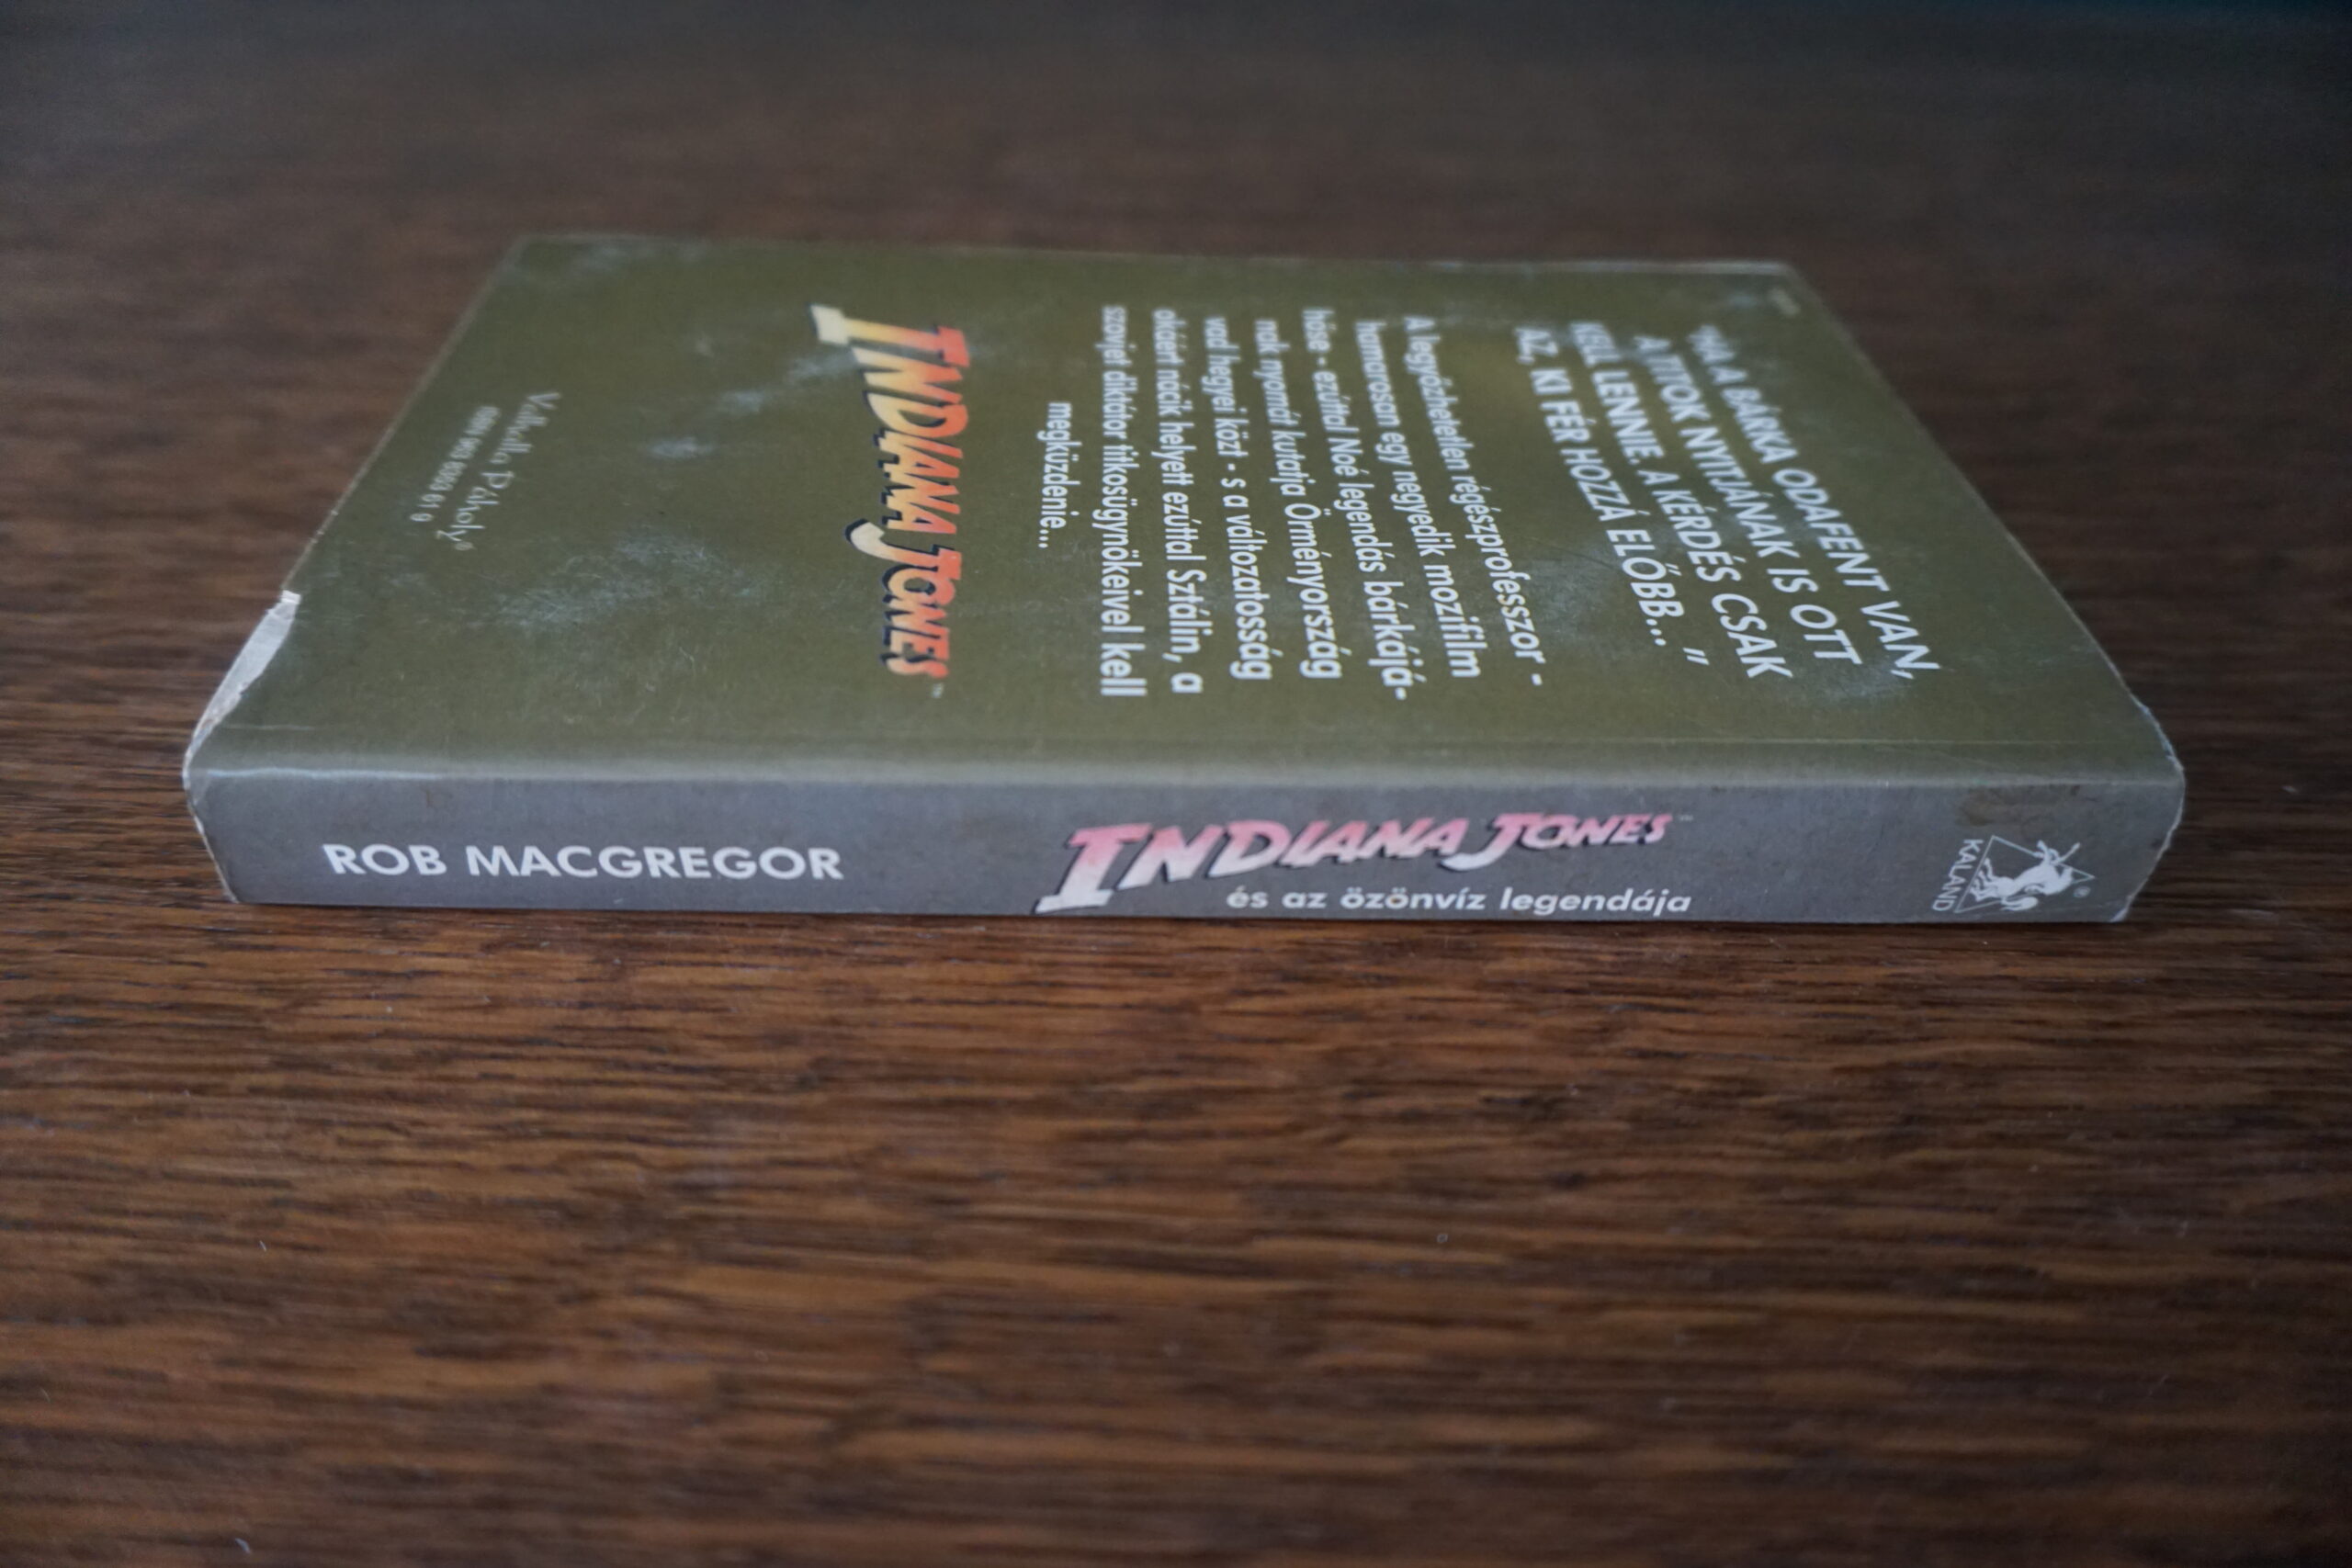 "HA A BÁRKA ODAFENT VAN,
A TITOK NYITJÁNAK IS OTT
KELL LENNIE. A KÉRDÉS CSAK
AZ, KI FÉR HOZZÁ ELŐBB..."
A legyőzhetetlen régészprofesszor -
hamarosan egy negyedik mozifilm
hőse - ezúttal Noé legendás bárkájá-
nak nyomát kutatja Örményország
vad hegyei közt - s a változatosság
okáért nácik helyett ezúttal Sztálin, a
szovjet diktátor titkosügynökeivel kell
megküzdenie...
INDIANA JONES™
Valhalla Páholy®
ROB MACGREGOR
INDIANA JONES™
és az özönvíz legendája
KALAND ®